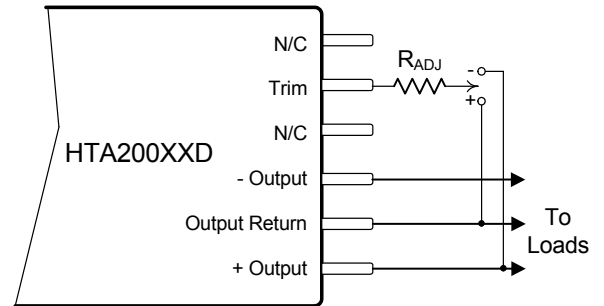 N/C
R_ADJ
Trim
-
+
N/C
HTA200XXD
- Output
Output Return
To
Loads
+ Output